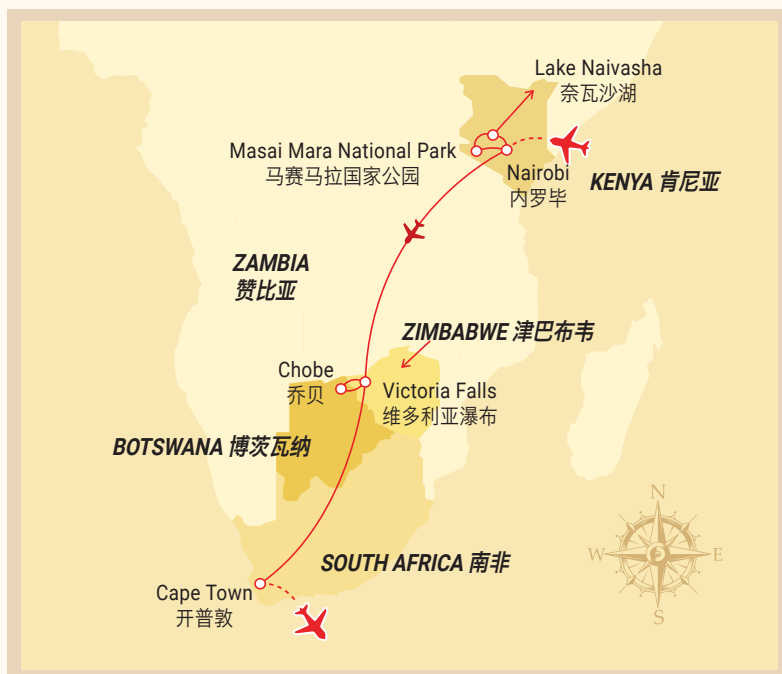 Lake Naivasha
奈瓦沙湖
Masai Mara National Park
马赛马拉国家公园
Nairobi
内罗毕
KENYA 肯尼亚
ZAMBIA
赞比亚
ZIMBABWE 津巴布韦
Chobe
乔贝
Victoria Falls
维多利亚瀑布
BOTSWANA 博茨瓦纳
SOUTH AFRICA 南非
Cape Town
开普敦
N
W
E
S